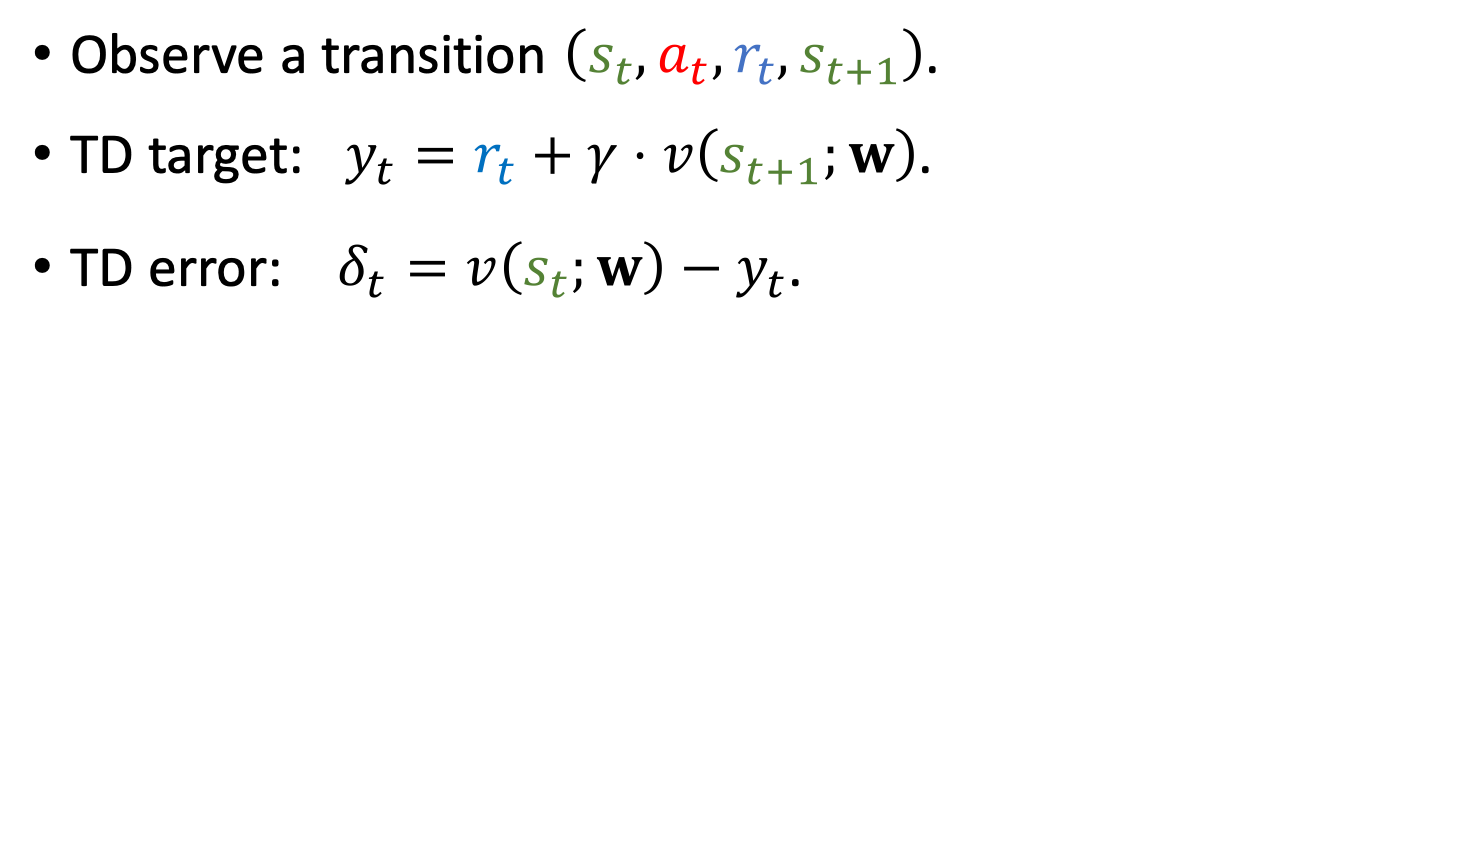 • Observe a transition (s_t, a_t, r_t, s_{t+1}).
• TD target: y_t = r_t + γ · v(s_{t+1}; w).
• TD error: δ_t = v(s_t; w) − y_t.